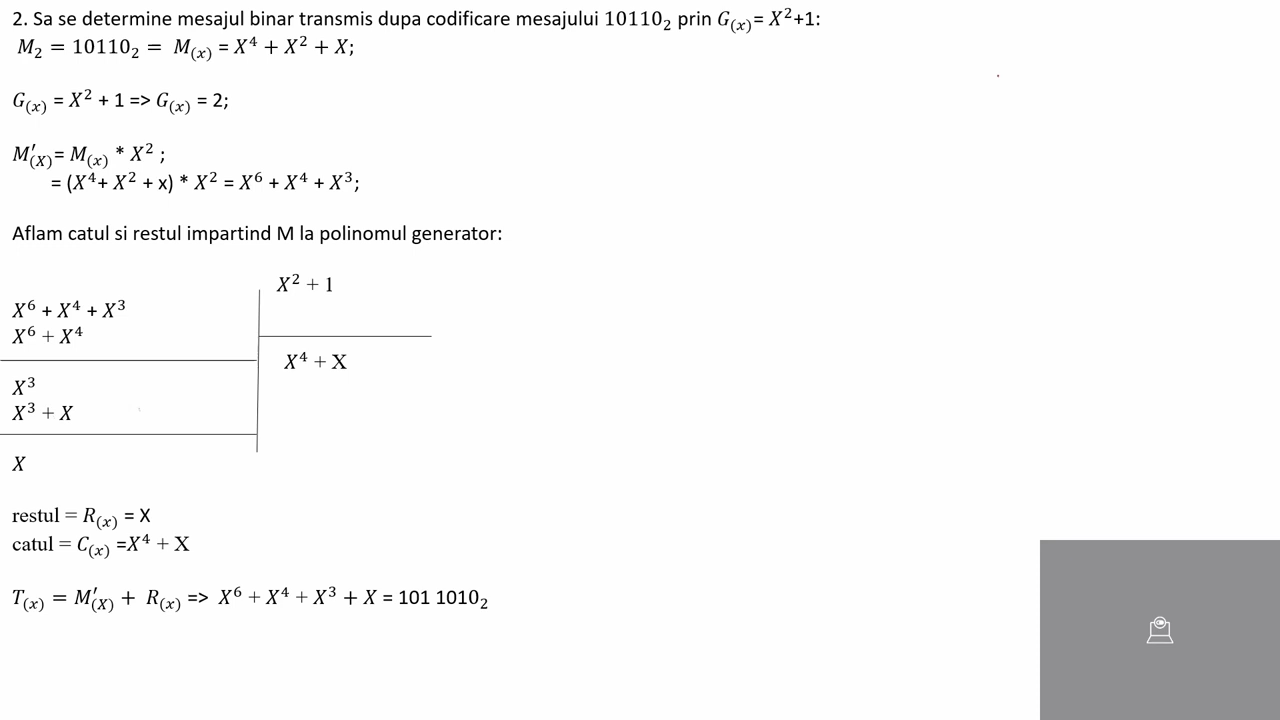 2. Sa se determine mesajul binar transmis dupa codificare mesajului 10110₂ prin G₍ₓ₎= X²+1:
M₂ = 10110₂ = M₍ₓ₎ = X⁴ + X² + X;
G₍ₓ₎ = X² + 1 => G₍ₓ₎ = 2;
M′₍X₎= M₍ₓ₎ * X² ;
= (X⁴+ X² + x) * X² = X⁶ + X⁴ + X³;
Aflam catul si restul impartind M la polinomul generator:
X² + 1
X⁶ + X⁴ + X³
X⁶ + X⁴
X⁴ + X
X³
X³ + X
X
restul = R₍ₓ₎ = X
catul = C₍ₓ₎ =X⁴ + X
T₍ₓ₎ = M′₍X₎ + R₍ₓ₎ => X⁶ + X⁴ + X³ + X = 101 1010₂